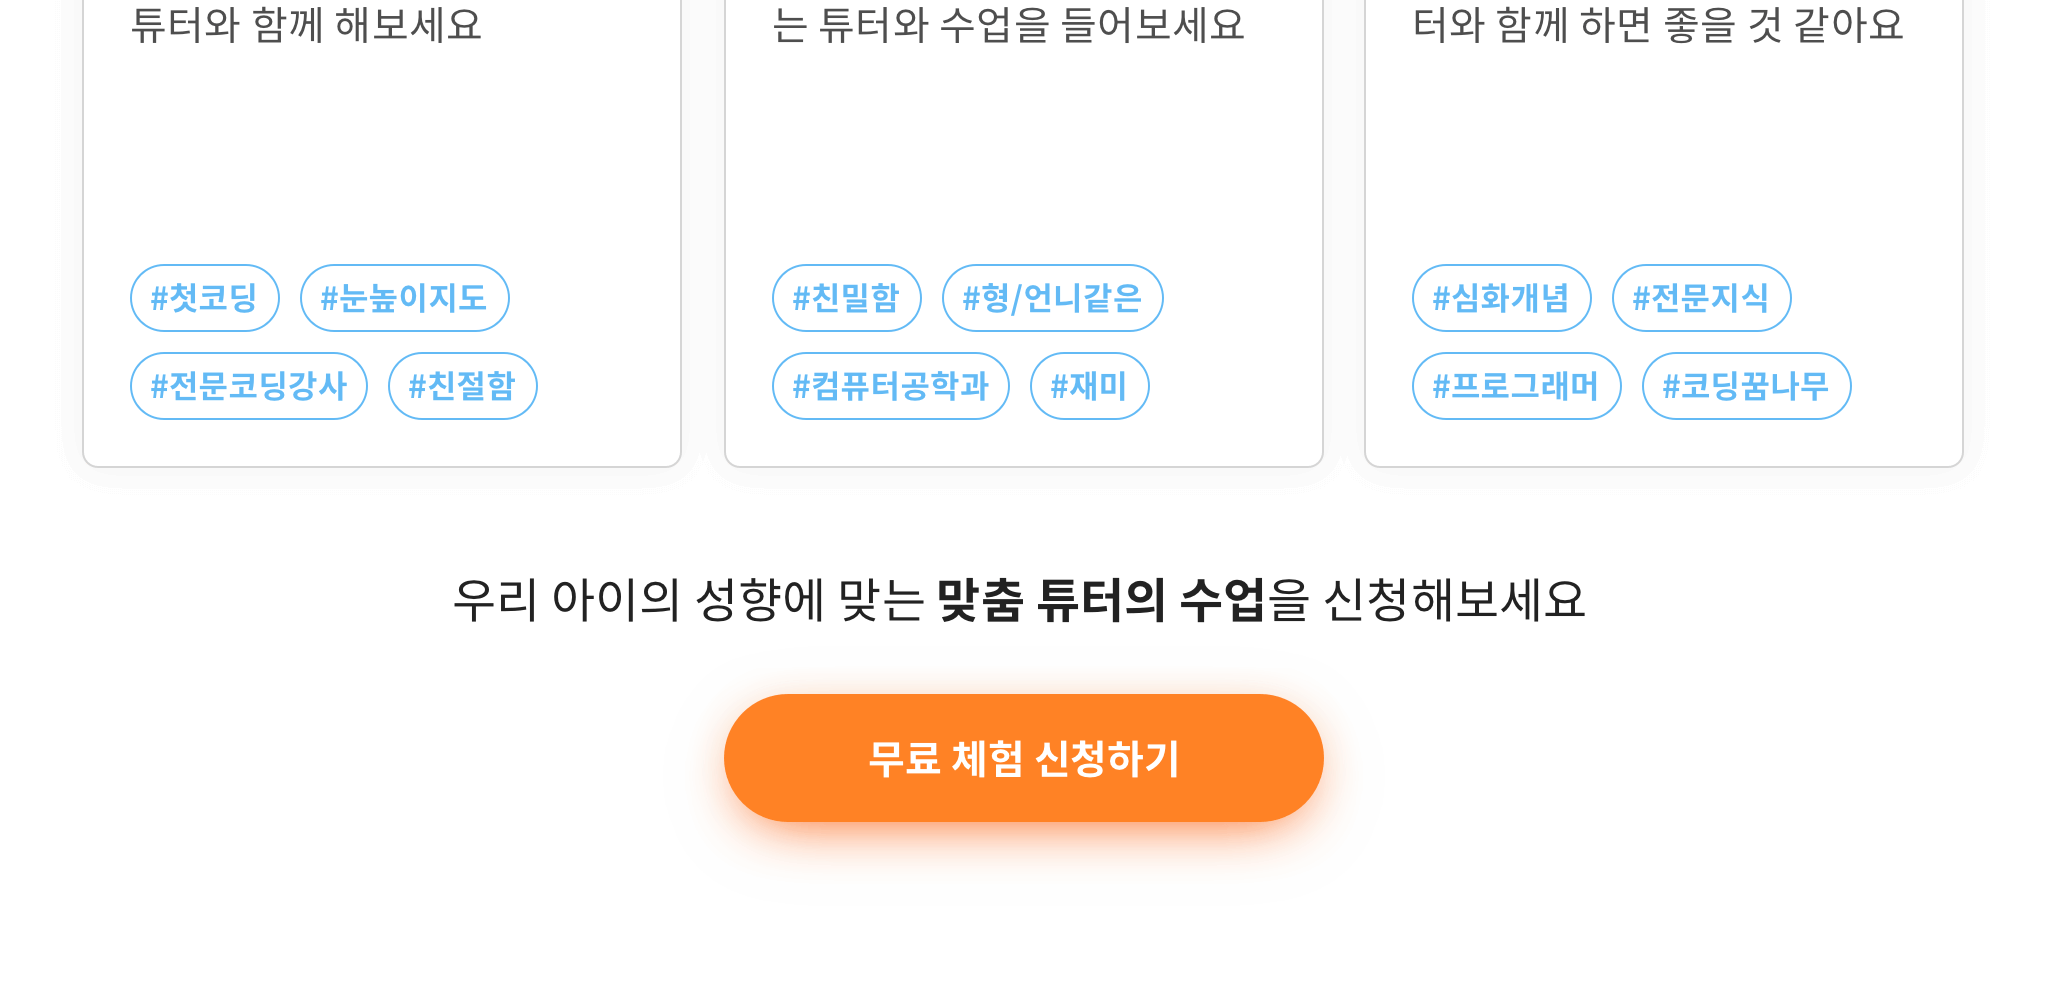 튜터와 함께 해보세요
#첫코딩 #눈높이지도
#전문코딩강사 #친절함
는 튜터와 수업을 들어보세요
#친밀함 #형/언니같은
#컴퓨터공학과 #재미
터와 함께 하면 좋을 것 같아요
#심화개념 #전문지식
#프로그래머 #코딩꿈나무
우리 아이의 성향에 맞는 맞춤 튜터의 수업을 신청해보세요
무료 체험 신청하기